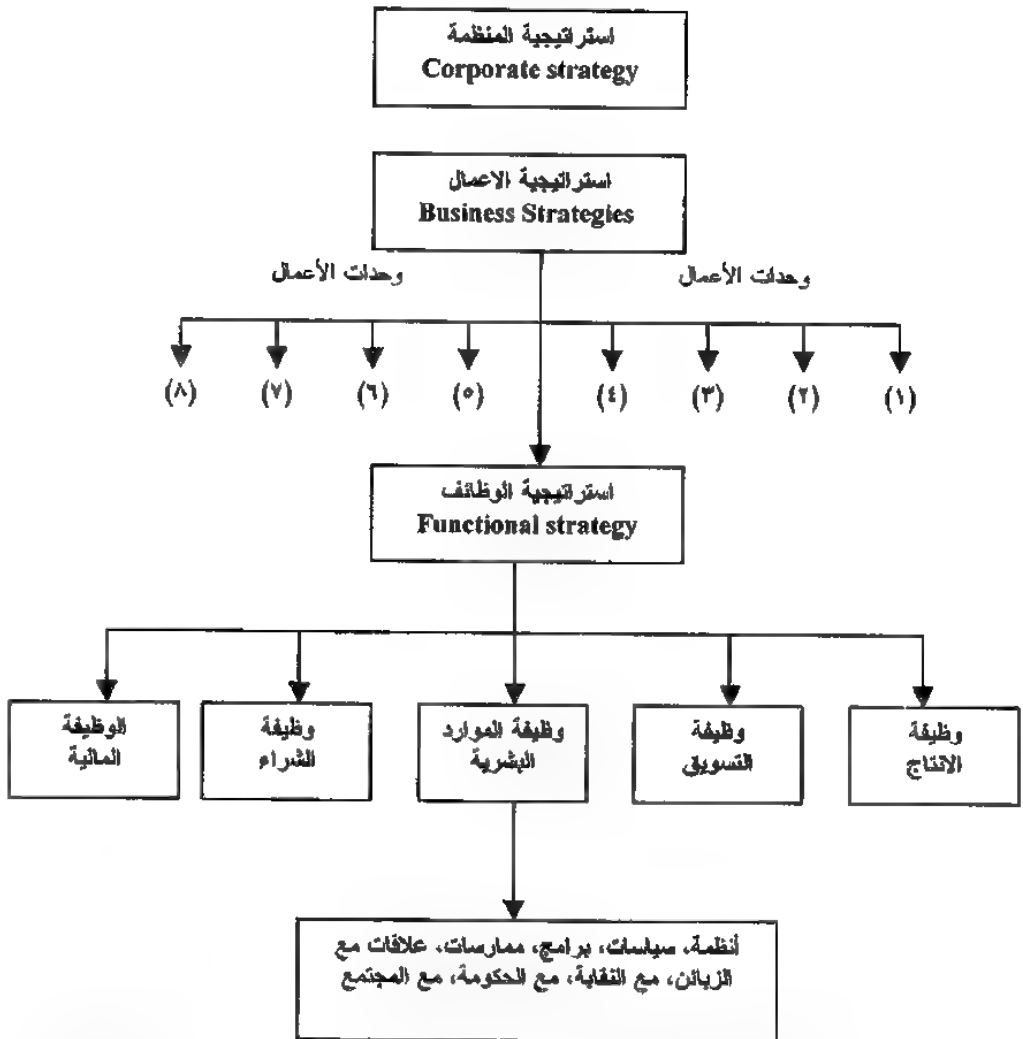 استراتيجية المنظمة
Corporate strategy
استراتيجية الاعمال
Business Strategies
وحدات الأعمال
وحدات الأعمال
(١)
(٢)
(٣)
(٤)
(٥)
(٦)
(٧)
(٨)
استراتيجية الوظائف
Functional strategy
وظيفة
الانتاج
وظيفة
التسويق
وظيفة الموارد
البشرية
وظيفة
الشراء
الوظيفة
المالية
أنظمة، سياسات، برامج، ممارسات، علاقات مع
الزبائن، مع النقابة، مع الحكومة، مع المجتمع